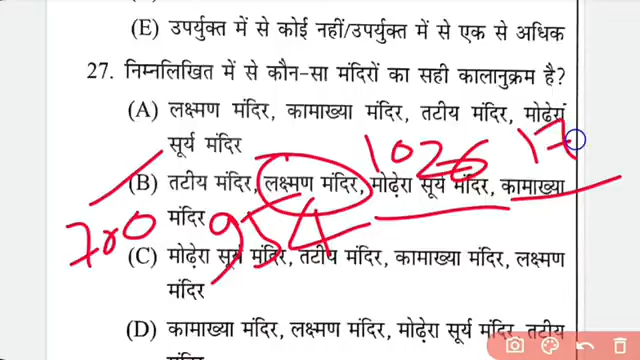 (E) उपर्युक्त में से कोई नहीं/उपर्युक्त में से एक से अधिक
27. निम्नलिखित में से कौन-सा मंदिरों का सही कालानुक्रम है?
(A) लक्ष्मण मंदिर, कामाख्या मंदिर, तटीय मंदिर, मोढ़ेरा
सूर्य मंदिर
1026 17
(B) तटीय मंदिर, लक्ष्मण मंदिर, मोढ़ेरा सूर्य मंदिर, कामाख्या
मंदिर
700 954
(C) मोढ़ेरा सूर्य मंदिर, तटीय मंदिर, कामाख्या मंदिर, लक्ष्मण
मंदिर
(D) कामाख्या मंदिर, लक्ष्मण मंदिर, मोढ़ेरा सूर्य मंदिर, तटीय